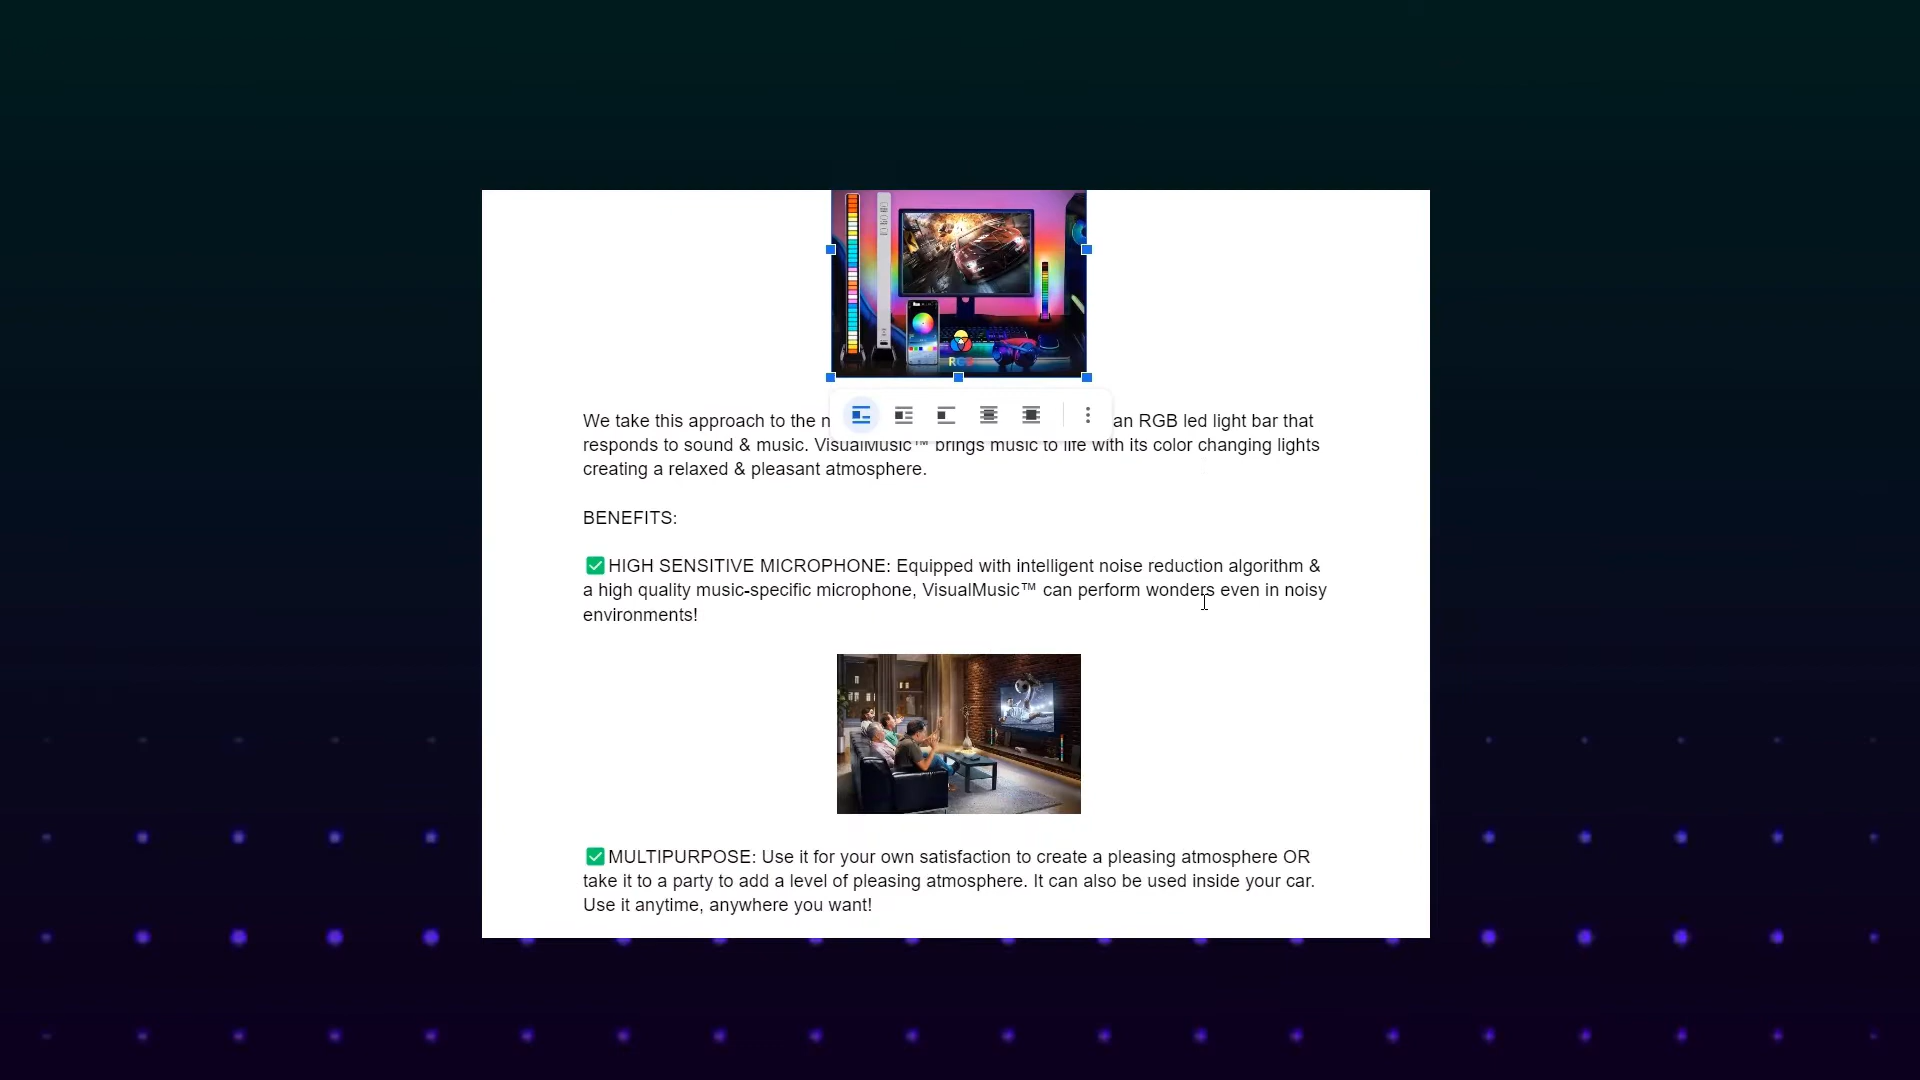 RGB
We take this approach to the n an RGB led light bar that
responds to sound & music. VisualMusic™ brings music to life with its color changing lights
creating a relaxed & pleasant atmosphere.
BENEFITS:
✅HIGH SENSITIVE MICROPHONE: Equipped with intelligent noise reduction algorithm &
a high quality music-specific microphone, VisualMusic™ can perform wonders even in noisy
environments!
✅MULTIPURPOSE: Use it for your own satisfaction to create a pleasing atmosphere OR
take it to a party to add a level of pleasing atmosphere. It can also be used inside your car.
Use it anytime, anywhere you want!